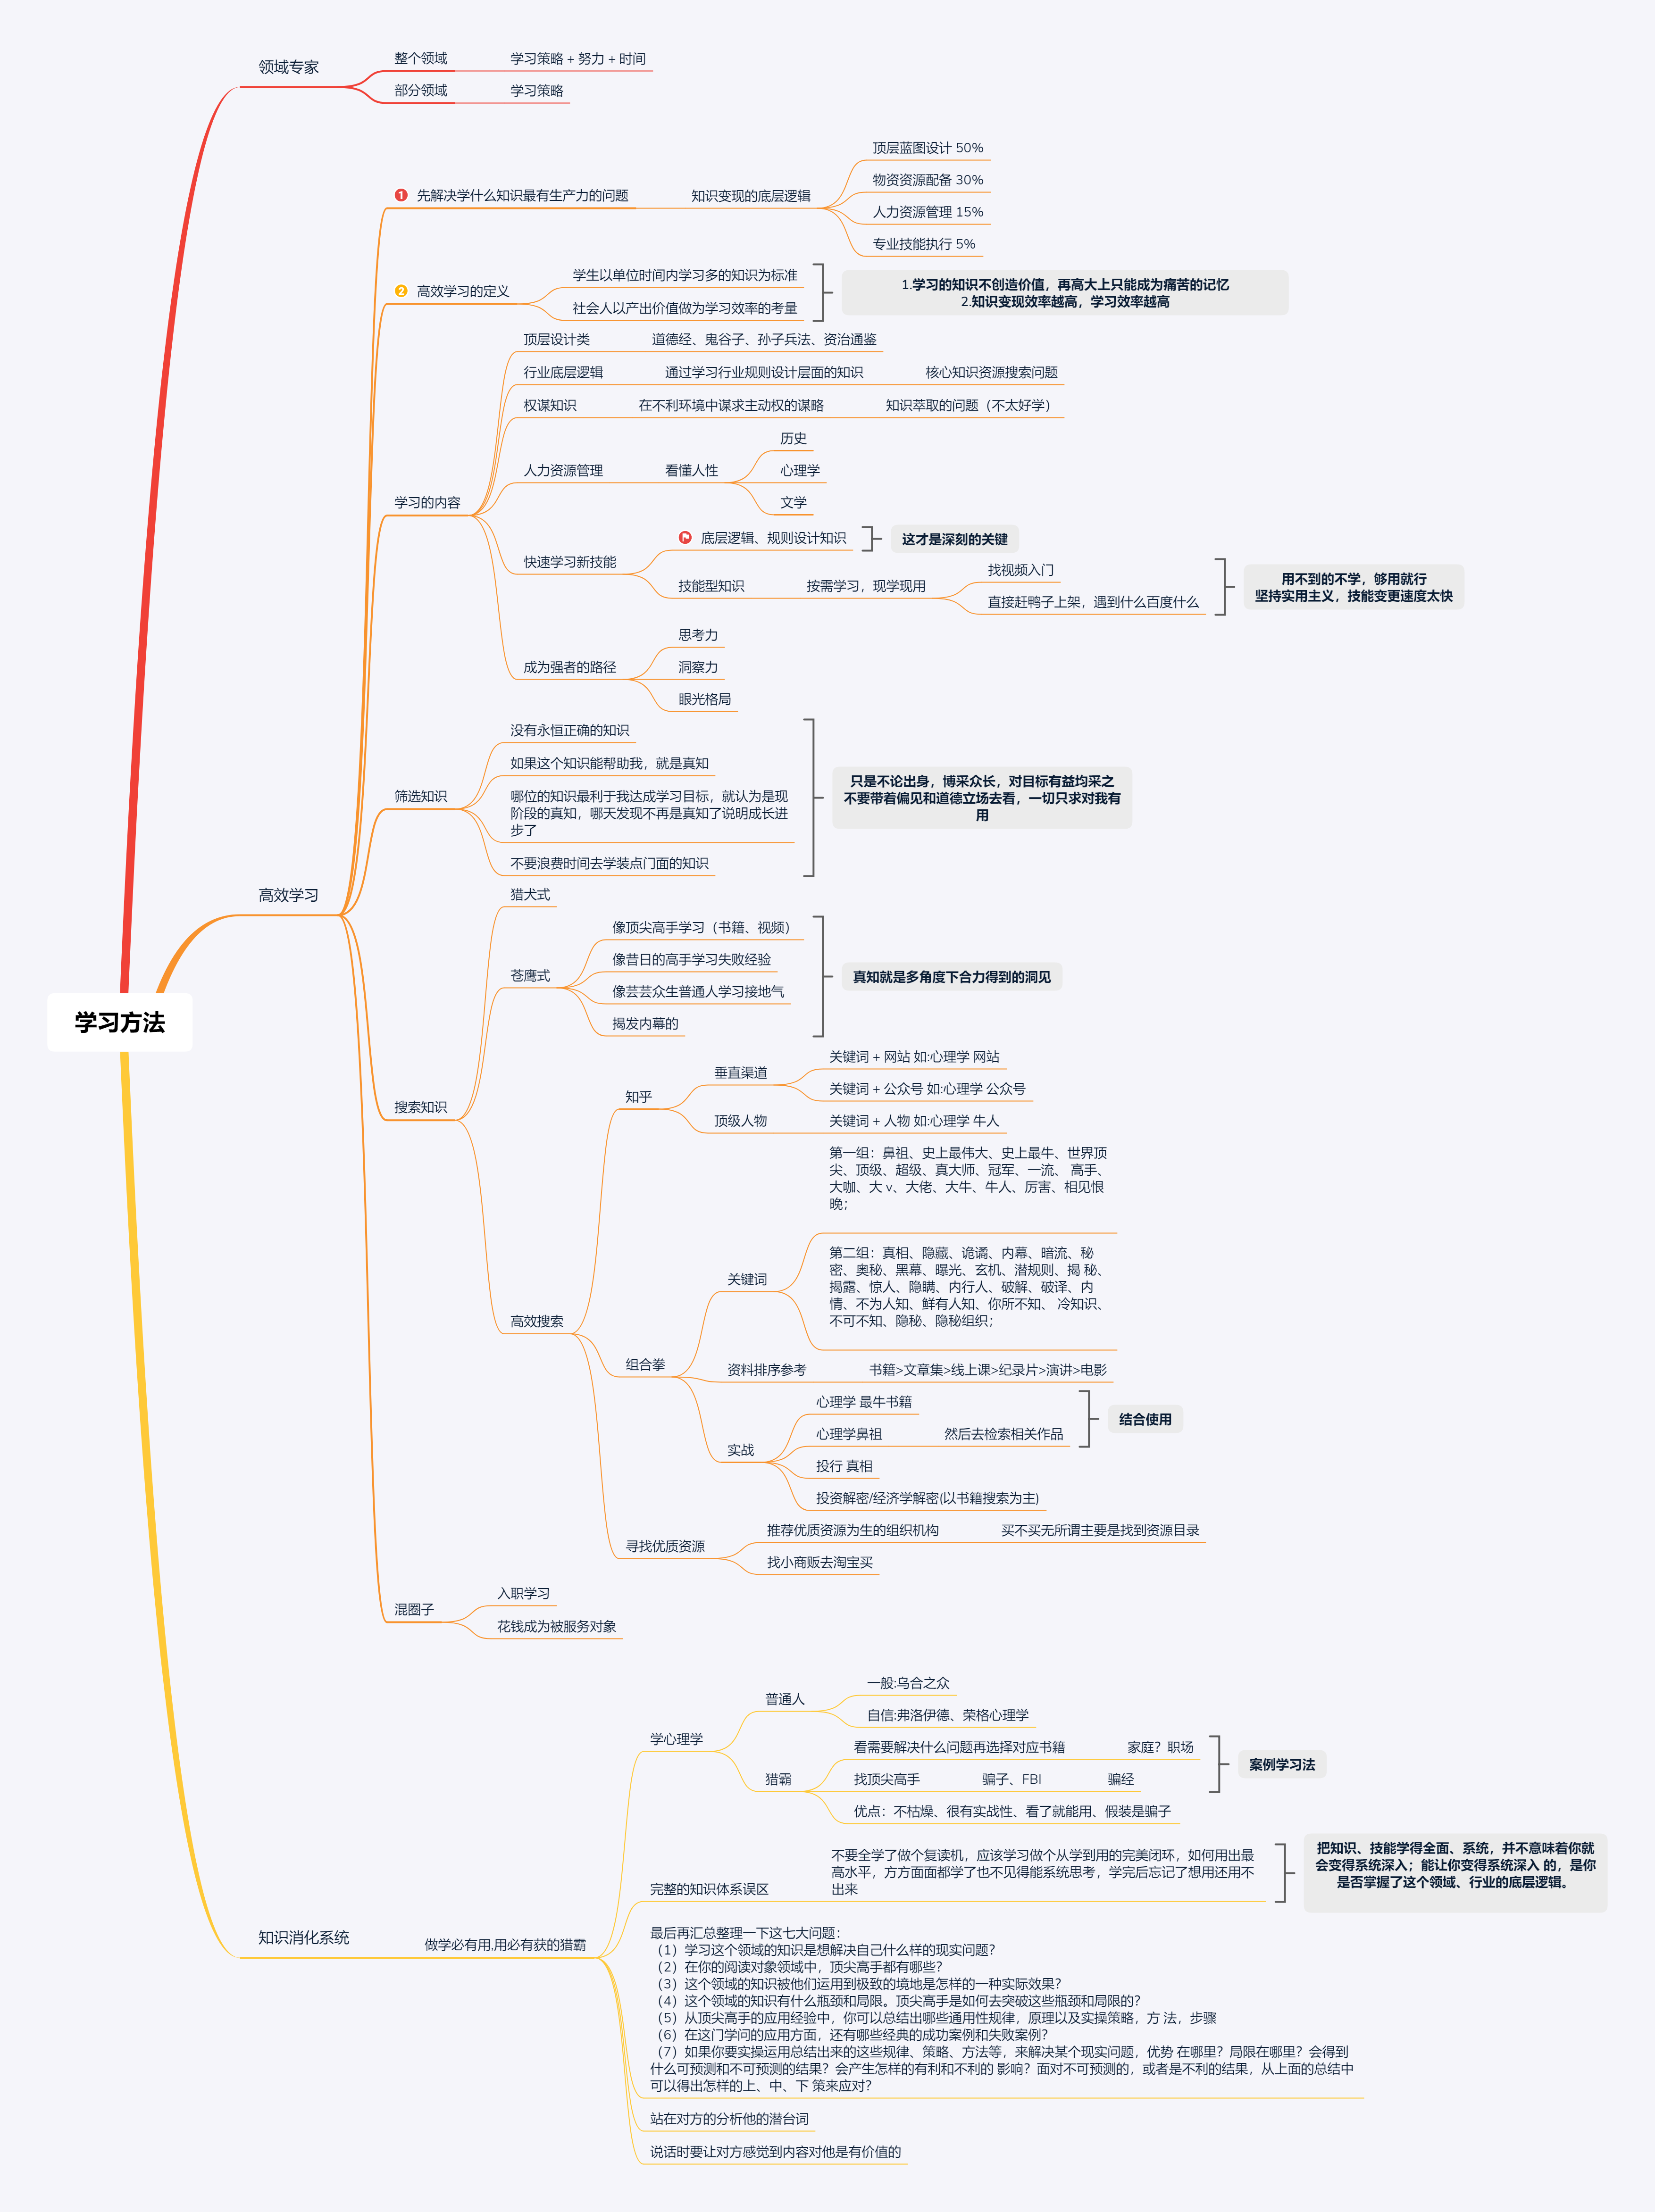 学习方法
领域专家
整个领域
学习策略 + 努力 + 时间
部分领域
学习策略
高效学习
1 先解决学什么知识最有生产力的问题
知识变现的底层逻辑
顶层蓝图设计 50%
物资资源配备 30%
人力资源管理 15%
专业技能执行 5%
2 高效学习的定义
学生以单位时间内学习多的知识为标准
社会人以产出价值做为学习效率的考量
1.学习的知识不创造价值，再高大上只能成为痛苦的记忆
2.知识变现效率越高，学习效率越高
学习的内容
顶层设计类
道德经、鬼谷子、孙子兵法、资治通鉴
行业底层逻辑
通过学习行业规则设计层面的知识
核心知识资源搜索问题
权谋知识
在不利环境中谋求主动权的谋略
知识萃取的问题（不太好学）
人力资源管理
看懂人性
历史
心理学
文学
快速学习新技能
底层逻辑、规则设计知识
这才是深刻的关键
技能型知识
按需学习，现学现用
找视频入门
直接赶鸭子上架，遇到什么百度什么
用不到的不学，够用就行
坚持实用主义，技能变更速度太快
成为强者的路径
思考力
洞察力
眼光格局
筛选知识
没有永恒正确的知识
如果这个知识能帮助我，就是真知
哪位的知识最利于我达成学习目标，就认为是现
阶段的真知，哪天发现不再是真知了说明成长进
步了
不要浪费时间去学装点门面的知识
只是不论出身，博采众长，对目标有益均采之
不要带着偏见和道德立场去看，一切只求对我有
用
搜索知识
猎犬式
苍鹰式
像顶尖高手学习（书籍、视频）
像昔日的高手学习失败经验
像芸芸众生普通人学习接地气
揭发内幕的
真知就是多角度下合力得到的洞见
高效搜索
知乎
垂直渠道
关键词 + 网站 如:心理学 网站
关键词 + 公众号 如:心理学 公众号
顶级人物
关键词 + 人物 如:心理学 牛人
组合拳
关键词
第一组：鼻祖、史上最伟大、史上最牛、世界顶
尖、顶级、超级、真大师、冠军、一流、 高手、
大咖、大 v、大佬、大牛、牛人、厉害、相见恨
晚；
第二组：真相、隐藏、诡谲、内幕、暗流、秘
密、奥秘、黑幕、曝光、玄机、潜规则、揭 秘、
揭露、惊人、隐瞒、内行人、破解、破译、内
情、不为人知、鲜有人知、你所不知、 冷知识、
不可不知、隐秘、隐秘组织；
资料排序参考
书籍>文章集>线上课>纪录片>演讲>电影
实战
心理学 最牛书籍
心理学鼻祖
然后去检索相关作品
结合使用
投行 真相
投资解密/经济学解密(以书籍搜索为主)
寻找优质资源
推荐优质资源为生的组织机构
买不买无所谓主要是找到资源目录
找小商贩去淘宝买
混圈子
入职学习
花钱成为被服务对象
知识消化系统
做学必有用,用必有获的猎霸
学心理学
普通人
一般:乌合之众
自信:弗洛伊德、荣格心理学
猎霸
看需要解决什么问题再选择对应书籍
家庭？职场
找顶尖高手
骗子、FBI
骗经
案例学习法
优点：不枯燥、很有实战性、看了就能用、假装是骗子
完整的知识体系误区
不要全学了做个复读机，应该学习做个从学到用的完美闭环，如何用出最
高水平，方方面面都学了也不见得能系统思考，学完后忘记了想用还用不
出来
把知识、技能学得全面、系统，并不意味着你就
会变得系统深入；能让你变得系统深入 的，是你
是否掌握了这个领域、行业的底层逻辑。
最后再汇总整理一下这七大问题：
（1）学习这个领域的知识是想解决自己什么样的现实问题？
（2）在你的阅读对象领域中，顶尖高手都有哪些？
（3）这个领域的知识被他们运用到极致的境地是怎样的一种实际效果？
（4）这个领域的知识有什么瓶颈和局限。顶尖高手是如何去突破这些瓶颈和局限的？
（5）从顶尖高手的应用经验中，你可以总结出哪些通用性规律，原理以及实操策略，方 法，步骤
（6）在这门学问的应用方面，还有哪些经典的成功案例和失败案例？
（7）如果你要实操运用总结出来的这些规律、策略、方法等，来解决某个现实问题，优势 在哪里？局限在哪里？会得到
什么可预测和不可预测的结果？会产生怎样的有利和不利的 影响？面对不可预测的，或者是不利的结果，从上面的总结中
可以得出怎样的上、中、下 策来应对？
站在对方的分析他的潜台词
说话时要让对方感觉到内容对他是有价值的